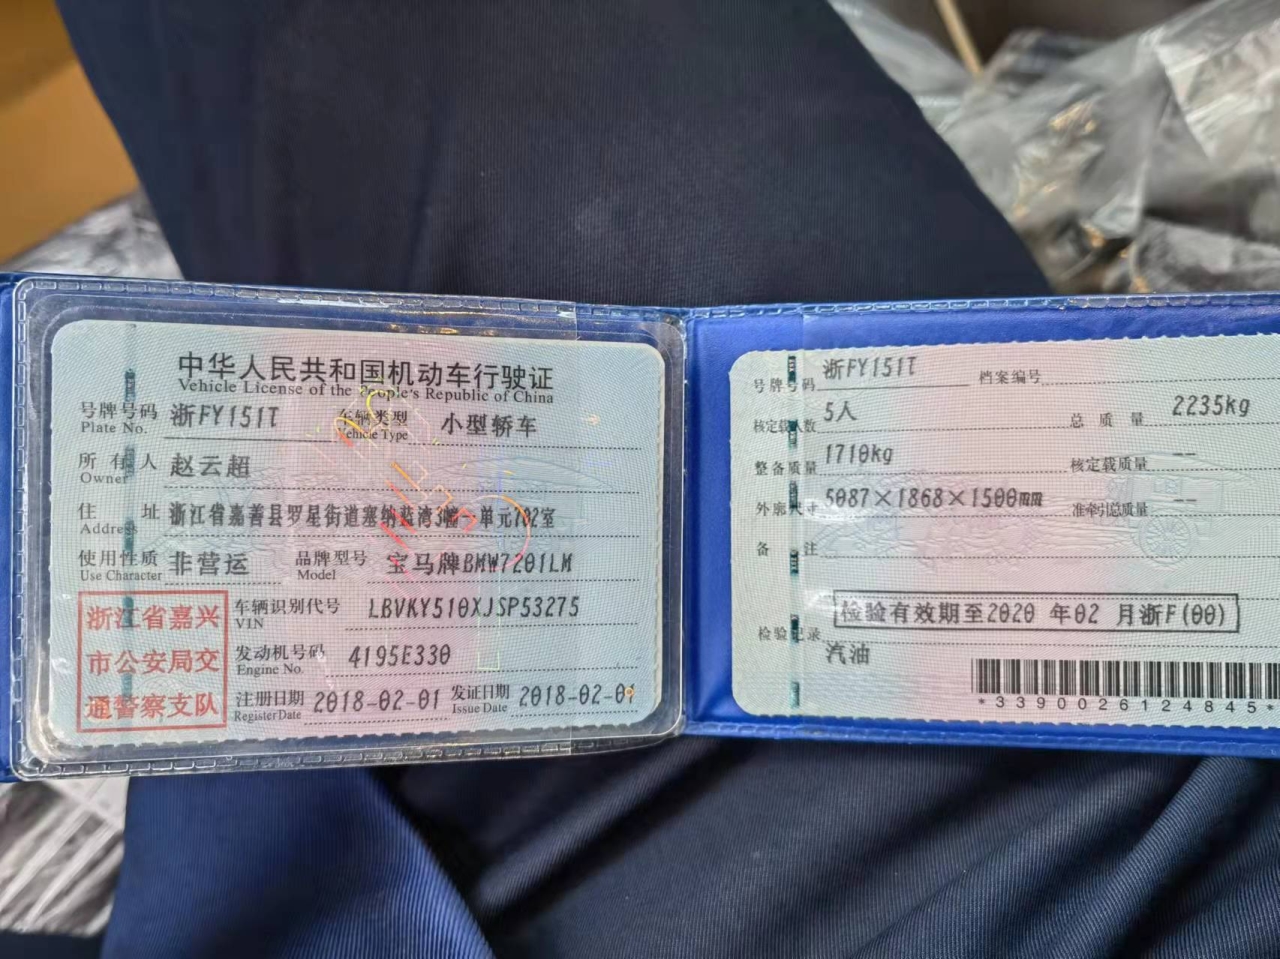 中华人民共和国机动车行驶证
Vehicle License of the People's Republic of China
号牌号码 浙FY151T 车辆类型 小型轿车
Plate No. Vehicle Type
所有人 赵云超
Owner
住址 浙江省嘉善县罗星街道塞纳蓝湾3幢一单元702室
Address
使用性质 非营运 品牌型号 宝马牌BMW7201LM
Use Character Model
浙江省嘉兴
市公安局交
通警察支队
车辆识别代号 LBVKY510XJSP53275
VIN
发动机号码 4195E330
Engine No.
注册日期 2018-02-01 发证日期 2018-02-01
Register Date Issue Date
号牌号码 浙FY151T 档案编号
核定载人数 5人 总质量 2235kg
整备质量 1710kg 核定载质量 --
外廓尺寸 5087×1868×1500mm 准牵引总质量 --
备注
检验有效期至2020 年02 月浙F(00)
检验记录
汽油
*3390026124845*